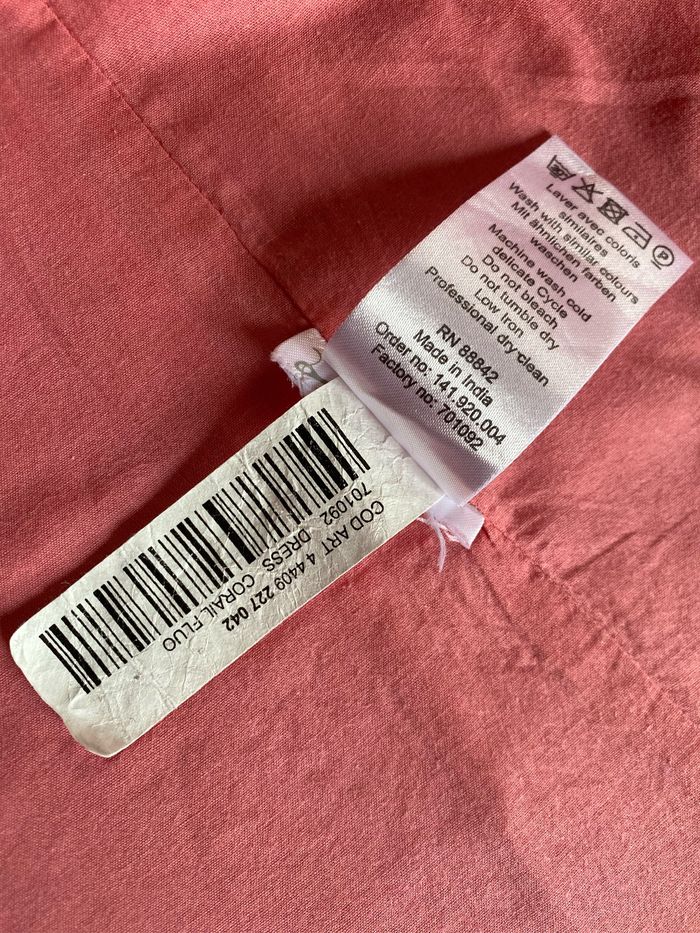 Laver avec coloris
similaires
Wash with similar colours
Mit ähnlichen farben
waschen
Machine wash cold
delicate Cycle
Do not bleach
Do not tumble dry
Low Iron
Professional dry clean
RN 88842
Made in India
Order no: 141.920.004
Factory no: 701092
COD ART 4 4409 227 042
DRESS CORAIL FLUO
701092